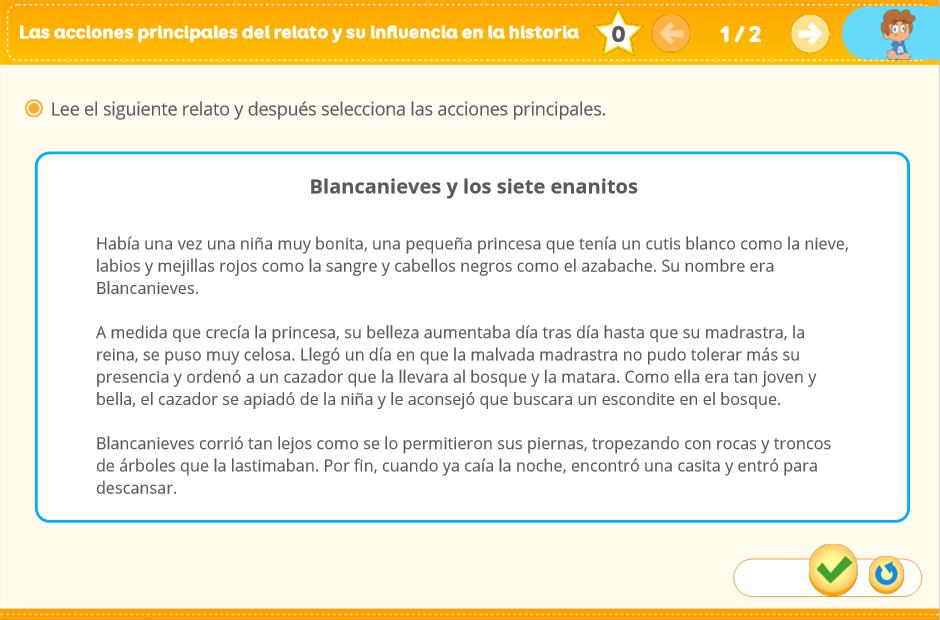 Las acciones principales del relato y su influencia en la historia
0
1 / 2
Lee el siguiente relato y después selecciona las acciones principales.
Blancanieves y los siete enanitos
Había una vez una niña muy bonita, una pequeña princesa que tenía un cutis blanco como la nieve,
labios y mejillas rojos como la sangre y cabellos negros como el azabache. Su nombre era
Blancanieves.
A medida que crecía la princesa, su belleza aumentaba día tras día hasta que su madrastra, la
reina, se puso muy celosa. Llegó un día en que la malvada madrastra no pudo tolerar más su
presencia y ordenó a un cazador que la llevara al bosque y la matara. Como ella era tan joven y
bella, el cazador se apiadó de la niña y le aconsejó que buscara un escondite en el bosque.
Blancanieves corrió tan lejos como se lo permitieron sus piernas, tropezando con rocas y troncos
de árboles que la lastimaban. Por fin, cuando ya caía la noche, encontró una casita y entró para
descansar.